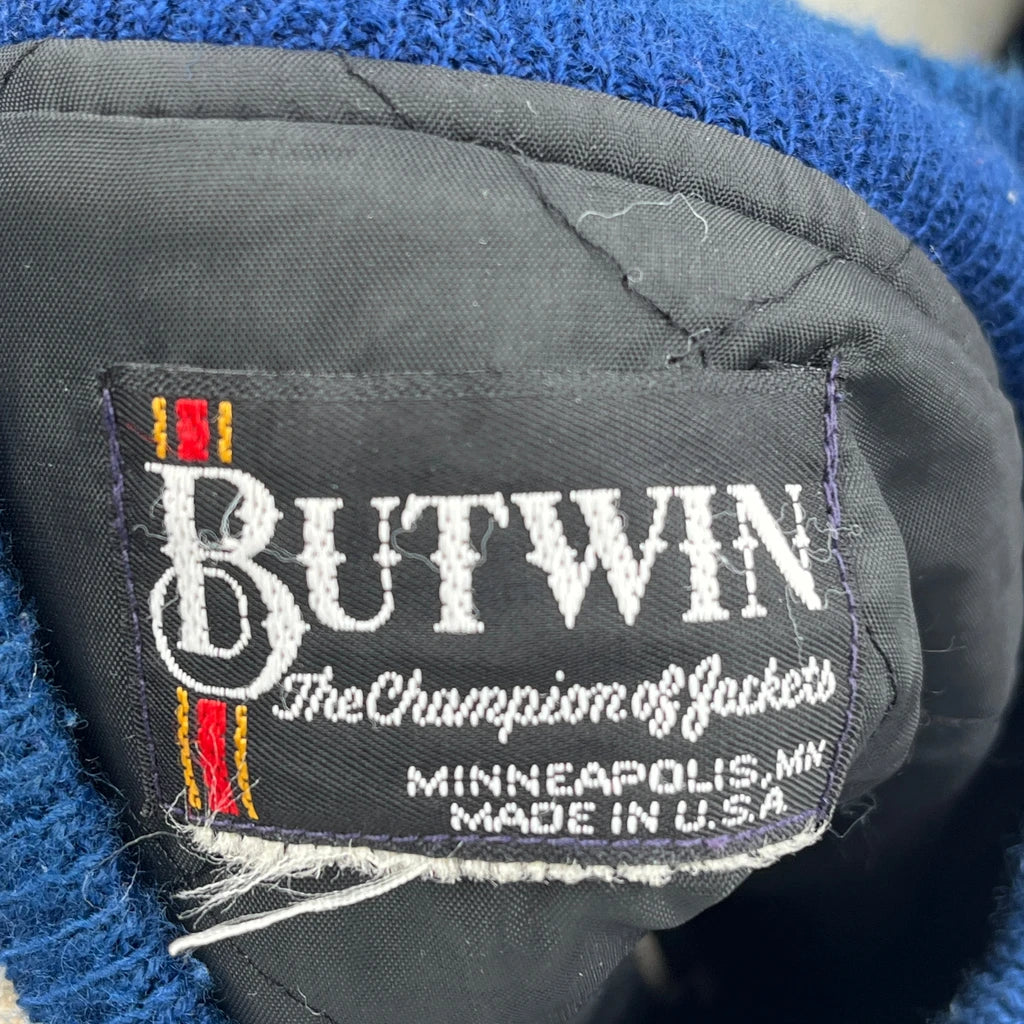 BUTWIN
The Champion of Jackets
MINNEAPOLIS, MN
MADE IN U.S.A